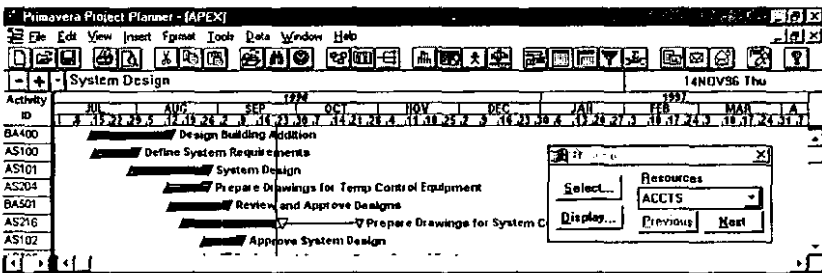 Primavera Project Planner - [APEX]
File Edit View Insert Format Tools Data Window Help
- + - System Design 14NOV96 Thu
Activity ID
1996 1997
JUL AUG SEP OCT NOV DEC JAN FEB MAR A
BA400 Design Building Addition
AS100 Define System Requirements
AS101 System Design
AS204 Prepare Drawings for Temp Control Equipment
BA501 Review and Approve Designs
AS216 Prepare Drawings for System C
AS102 Approve System Design
Select...
Display...
Resources
ACCTS
Previous Next